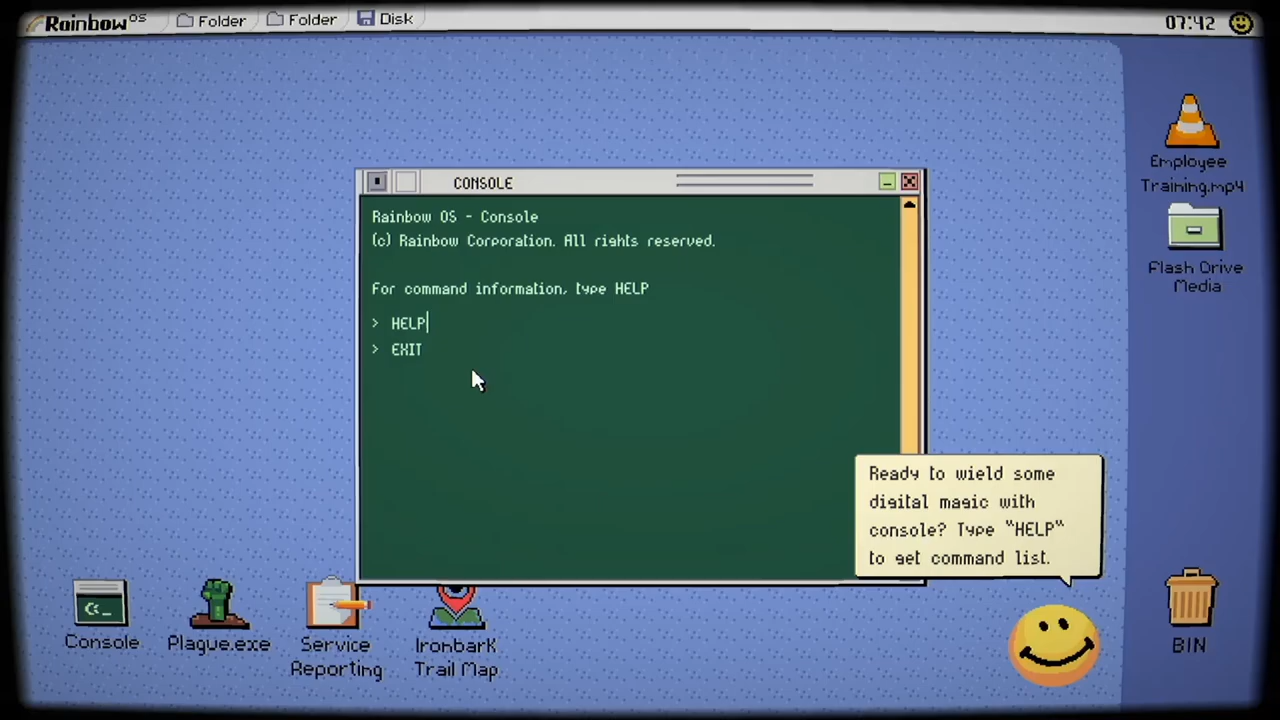 RainbowOS
Folder
Folder
Disk
07:42
Employee
Training.mp4
Flash Drive
Media
CONSOLE
Rainbow OS - Console
(c) Rainbow Corporation. All rights reserved.
For command information, type HELP
> HELP
> EXIT
Ready to wield some
digital magic with
console? Type "HELP"
to get command list.
Console
Plague.exe
Service
Reporting
Ironbark
Trail Map
BIN